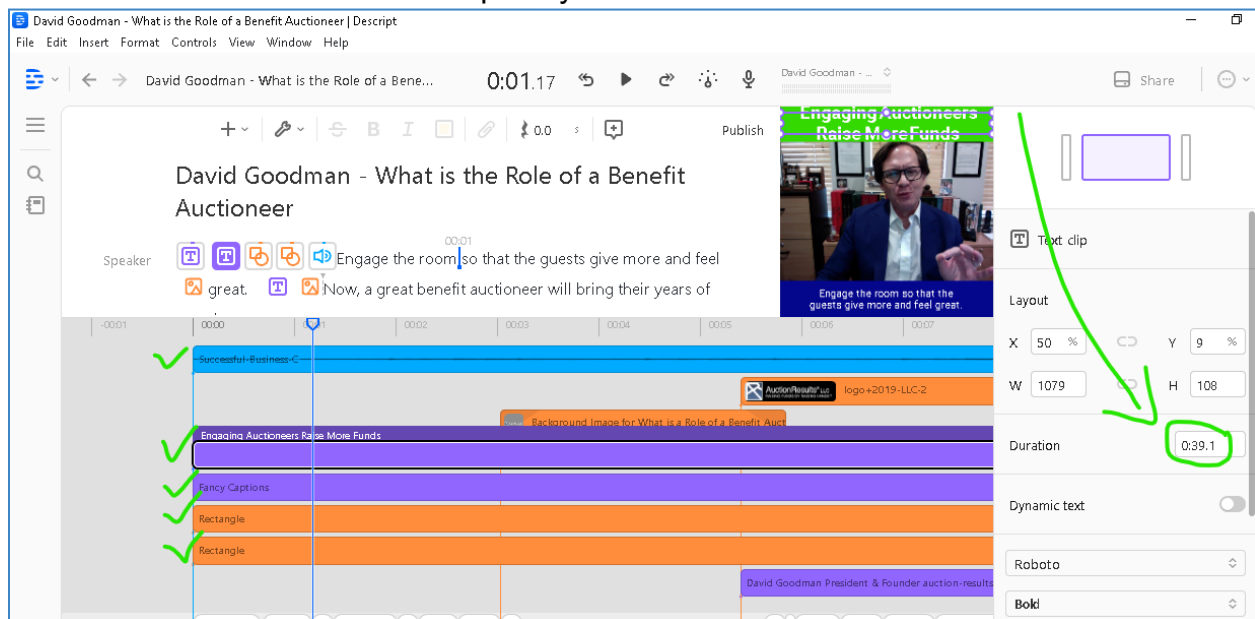 David Goodman - What is the Role of a Benefit Auctioneer | Descript
File Edit Insert Format Controls View Window Help
David Goodman - What is the Role of a Bene... 0:01.17 David Goodman - ... Share
0.0 s Publish
Engaging Auctioneers
Raise More Funds
David Goodman - What is the Role of a Benefit
Auctioneer
Text clip
00:01
Speaker Engage the room so that the guests give more and feel
great. Now, a great benefit auctioneer will bring their years of
Engage the room so that the
guests give more and feel great.
Layout
-00:01 00:00 00:01 00:02 00:03 00:04 00:05 00:06 00:07
X 50 % Y 9 %
Successful-Business-C
AuctionResults LLC logo+2019-LLC-2
W 1079 H 108
Background Image for What is a Role of a Benefit Auct
Engaging Auctioneers Raise More Funds
Duration 0:39.1
Fancy Captions
Dynamic text
Rectangle
Rectangle
Roboto
David Goodman President & Founder auction-results
Bold